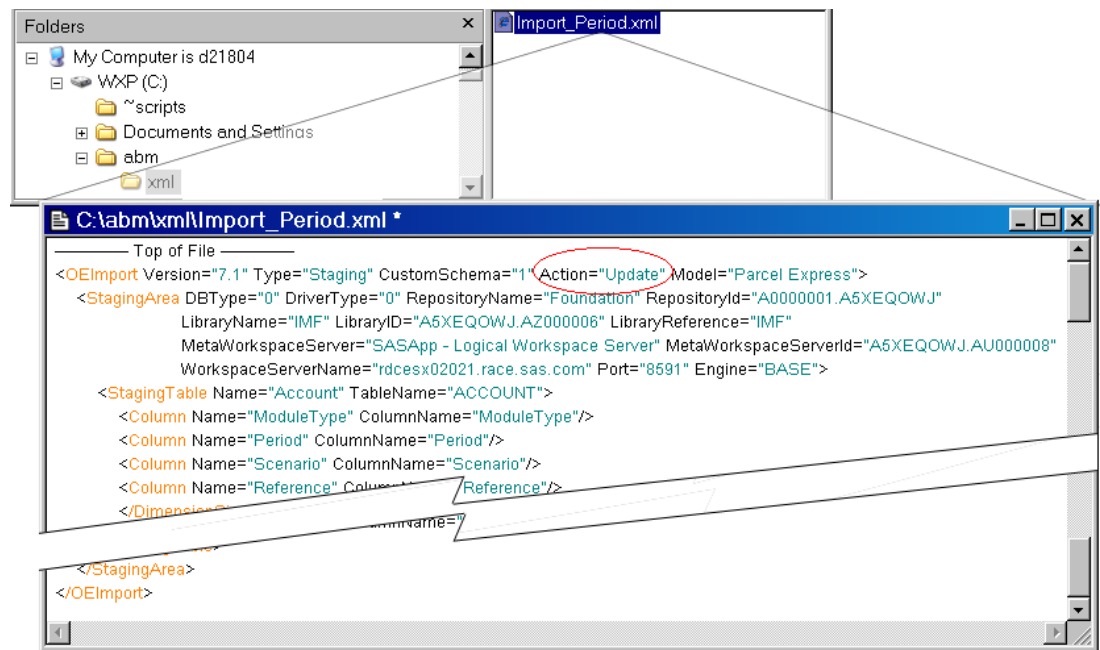 Folders ×
Import_Period.xml
My Computer is d21804
WXP (C:)
~scripts
Documents and Settings
abm
xml
C:\abm\xml\Import_Period.xml *
Top of File
<OEImport Version="7.1" Type="Staging" CustomSchema="1" Action="Update" Model="Parcel Express">
<StagingArea DBType="0" DriverType="0" RepositoryName="Foundation" RepositoryId="A0000001.A5XEQOWJ"
LibraryName="IMF" LibraryID="A5XEQOWJ.AZ000006" LibraryReference="IMF"
MetaWorkspaceServer="SASApp - Logical Workspace Server" MetaWorkspaceServerId="A5XEQOWJ.AU000008"
WorkspaceServerName="rdcesx02021.race.sas.com" Port="8591" Engine="BASE">
<StagingTable Name="Account" TableName="ACCOUNT">
<Column Name="ModuleType" ColumnName="ModuleType"/>
<Column Name="Period" ColumnName="Period"/>
<Column Name="Scenario" ColumnName="Scenario"/>
<Column Name="Reference" Reference"/>
</StagingArea>
</OEImport>